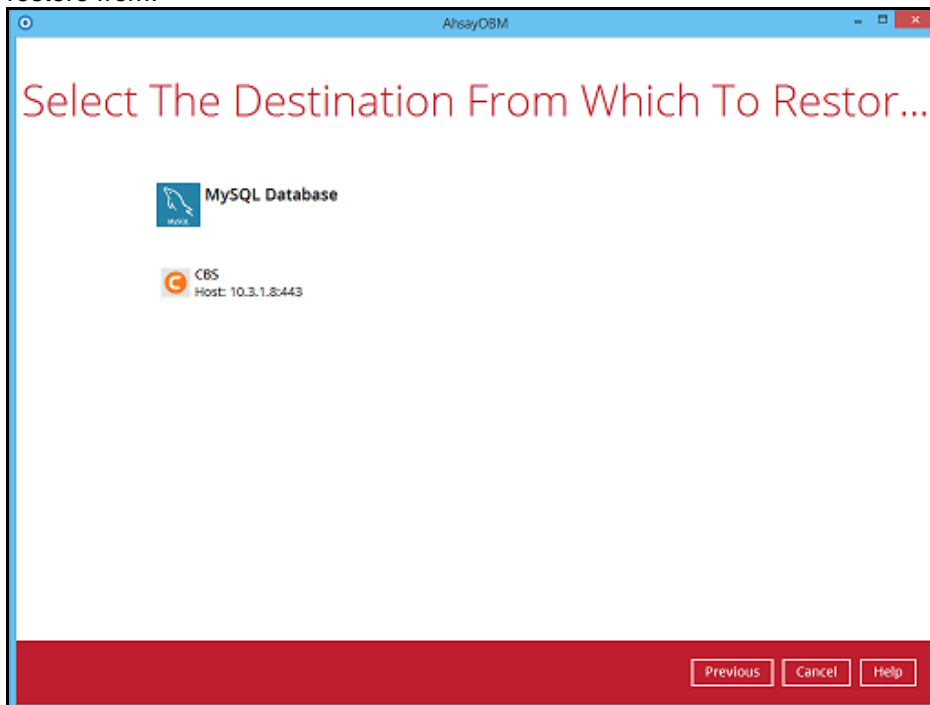 AhsayOBM
Select The Destination From Which To Restor...
MySQL Database
MySQL
CBS
Host: 10.3.1.8:443
Previous Cancel Help